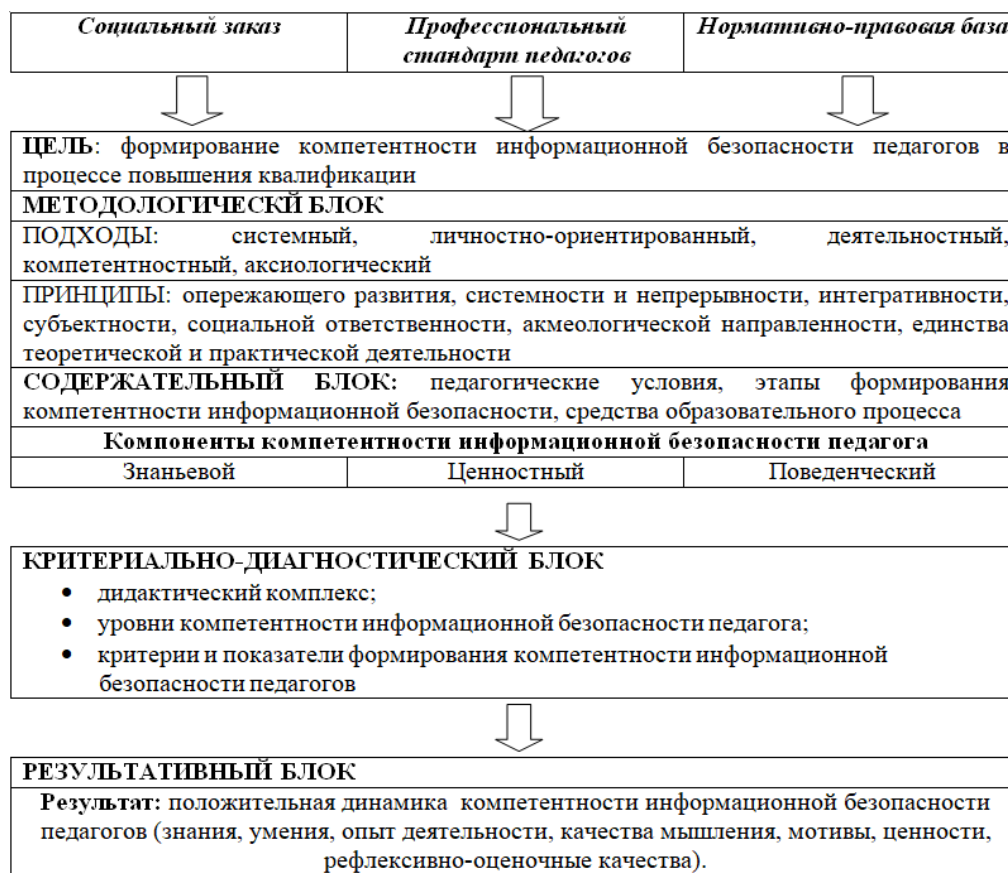 Социальный заказ
Профессиональный
стандарт педагогов
Нормативно-правовая база
ЦЕЛЬ: формирование компетентности информационной безопасности педагогов в
процессе повышения квалификации
МЕТОДОЛОГИЧЕСКЙ БЛОК
ПОДХОДЫ: системный, личностно-ориентированный, деятельностный,
компетентностный, аксиологический
ПРИНЦИПЫ: опережающего развития, системности и непрерывности, интегративности,
субъектности, социальной ответственности, акмеологической направленности, единства
теоретической и практической деятельности
СОДЕРЖАТЕЛЬНЫЙ БЛОК: педагогические условия, этапы формирования
компетентности информационной безопасности, средства образовательного процесса
Компоненты компетентности информационной безопасности педагога
Знаньевой
Ценностный
Поведенческий
КРИТЕРИАЛЬНО-ДИАГНОСТИЧЕСКИЙ БЛОК
• дидактический комплекс;
• уровни компетентности информационной безопасности педагога;
• критерии и показатели формирования компетентности информационной
безопасности педагогов
РЕЗУЛЬТАТИВНЫЙ БЛОК
Результат: положительная динамика компетентности информационной безопасности
педагогов (знания, умения, опыт деятельности, качества мышления, мотивы, ценности,
рефлексивно-оценочные качества).